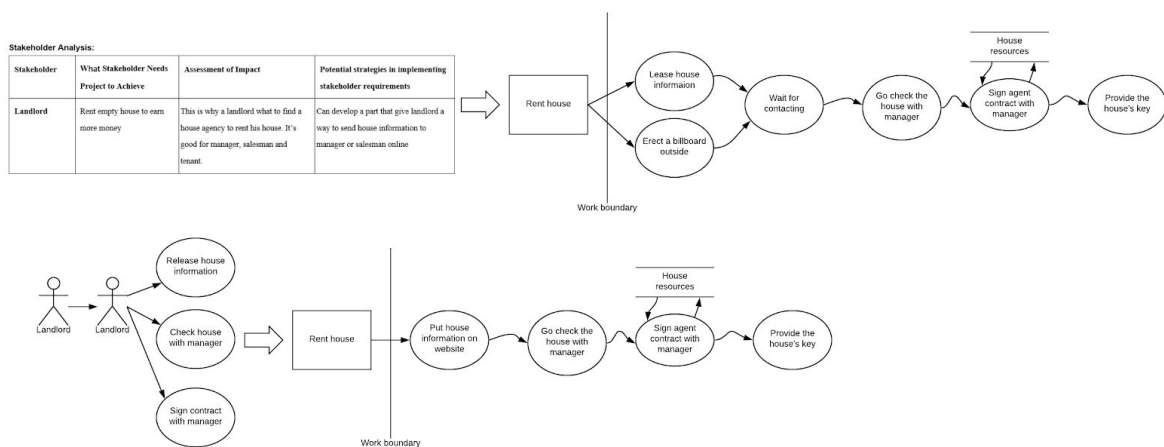 Stakeholder Analysis:
Stakeholder
What Stakeholder Needs
Project to Achieve
Assessment of Impact
Potential strategies in implementing
stakeholder requirements
Landlord
Rent empty house to earn
more money
This is why a landlord what to find a
house agency to rent his house. It's
good for manager, salesman and
tenant.
Can develop a part that give landlord a
way to send house information to
manager or salesman online
Rent house
Work boundary
Lease house
informaion
Erect a billboard
outside
Wait for
contacting
Go check the
house with
manager
House
resources
Sign agent
contract with
manager
Provide the
house's key
Landlord
Landlord
Release house
information
Check house
with manager
Sign contract
with manager
Rent house
Work boundary
Put house
information on
website
Go check the
house with
manager
House
resources
Sign agent
contract with
manager
Provide the
house's key